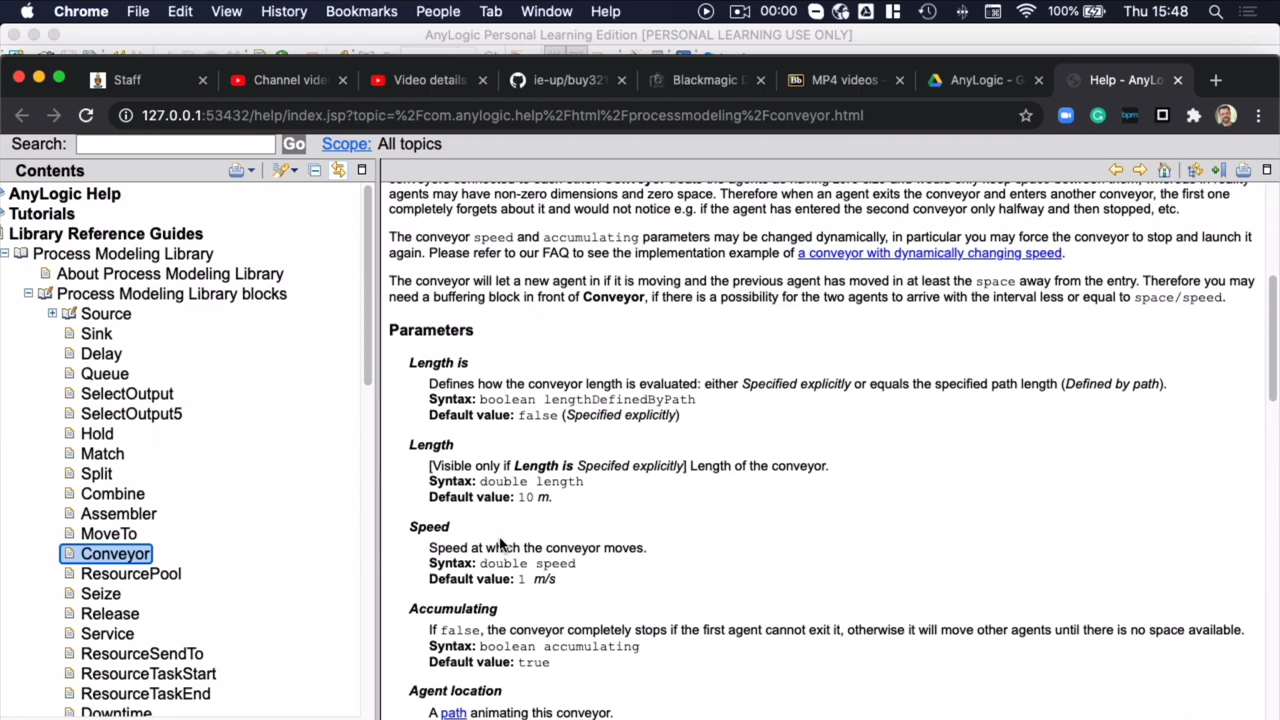 Chrome File Edit View History Bookmarks People Tab Window Help 00:00 100% Thu 15:48
AnyLogic Personal Learning Edition [PERSONAL LEARNING USE ONLY]
Staff Channel vide Video details ie-up/buy321 Blackmagic D MP4 videos - AnyLogic - G Help - AnyLo
127.0.0.1:53432/help/index.jsp?topic=%2Fcom.anylogic.help%2Fhtml%2Fprocessmodeling%2Fconveyor.html
Search: Go Scope: All topics
Contents
AnyLogic Help
Tutorials
Library Reference Guides
Process Modeling Library
About Process Modeling Library
Process Modeling Library blocks
Source
Sink
Delay
Queue
SelectOutput
SelectOutput5
Hold
Match
Split
Combine
Assembler
MoveTo
Conveyor
ResourcePool
Seize
Release
Service
ResourceSendTo
ResourceTaskStart
ResourceTaskEnd
Downtime
agents may have non-zero dimensions and zero space. Therefore when an agent exits the conveyor and enters another conveyor, the first one
completely forgets about it and would not notice e.g. if the agent has entered the second conveyor only halfway and then stopped, etc.
The conveyor speed and accumulating parameters may be changed dynamically, in particular you may force the conveyor to stop and launch it
again. Please refer to our FAQ to see the implementation example of a conveyor with dynamically changing speed.
The conveyor will let a new agent in if it is moving and the previous agent has moved in at least the space away from the entry. Therefore you may
need a buffering block in front of Conveyor, if there is a possibility for the two agents to arrive with the interval less or equal to space/speed.
Parameters
Length is
Defines how the conveyor length is evaluated: either Specified explicitly or equals the specified path length (Defined by path).
Syntax: boolean lengthDefinedByPath
Default value: false (Specified explicitly)
Length
[Visible only if Length is Specifed explicitly] Length of the conveyor.
Syntax: double length
Default value: 10 m.
Speed
Speed at which the conveyor moves.
Syntax: double speed
Default value: 1 m/s
Accumulating
If false, the conveyor completely stops if the first agent cannot exit it, otherwise it will move other agents until there is no space available.
Syntax: boolean accumulating
Default value: true
Agent location
A path animating this conveyor.